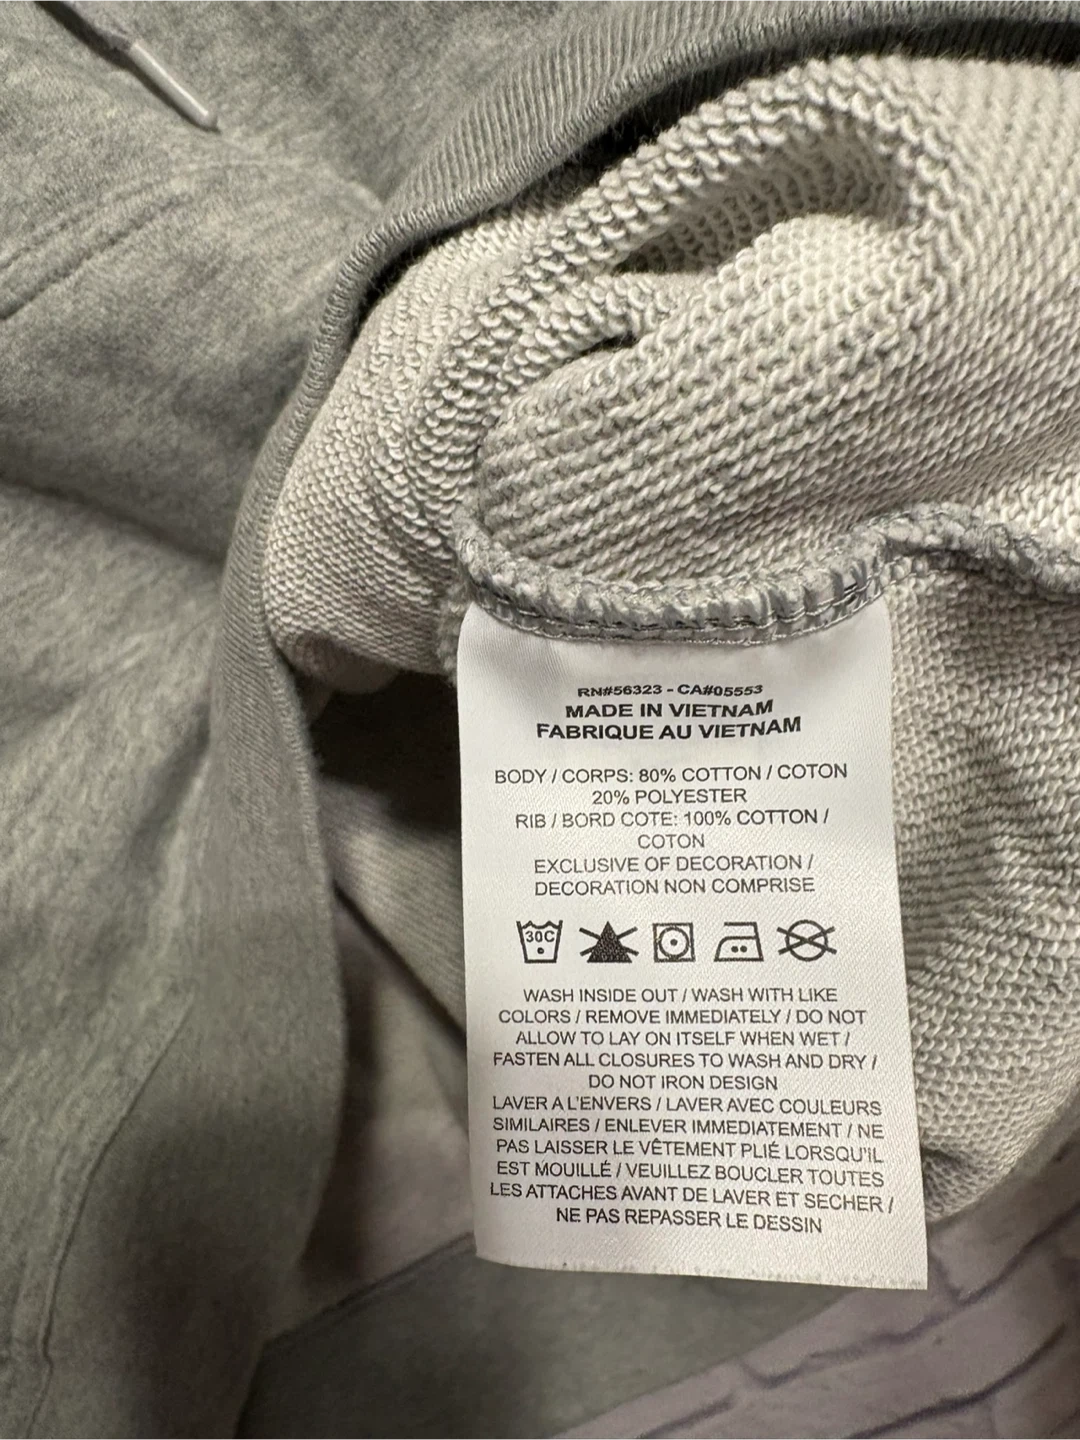 RN#56323 - CA#05553
MADE IN VIETNAM
FABRIQUE AU VIETNAM
BODY / CORPS: 80% COTTON / COTON
20% POLYESTER
RIB / BORD COTE: 100% COTTON /
COTON
EXCLUSIVE OF DECORATION /
DECORATION NON COMPRISE
30C
WASH INSIDE OUT / WASH WITH LIKE
COLORS / REMOVE IMMEDIATELY / DO NOT
ALLOW TO LAY ON ITSELF WHEN WET /
FASTEN ALL CLOSURES TO WASH AND DRY /
DO NOT IRON DESIGN
LAVER A L'ENVERS / LAVER AVEC COULEURS
SIMILAIRES / ENLEVER IMMEDIATEMENT / NE
PAS LAISSER LE VÊTEMENT PLIÉ LORSQU'IL
EST MOUILLÉ / VEUILLEZ BOUCLER TOUTES
LES ATTACHES AVANT DE LAVER ET SECHER /
NE PAS REPASSER LE DESSIN